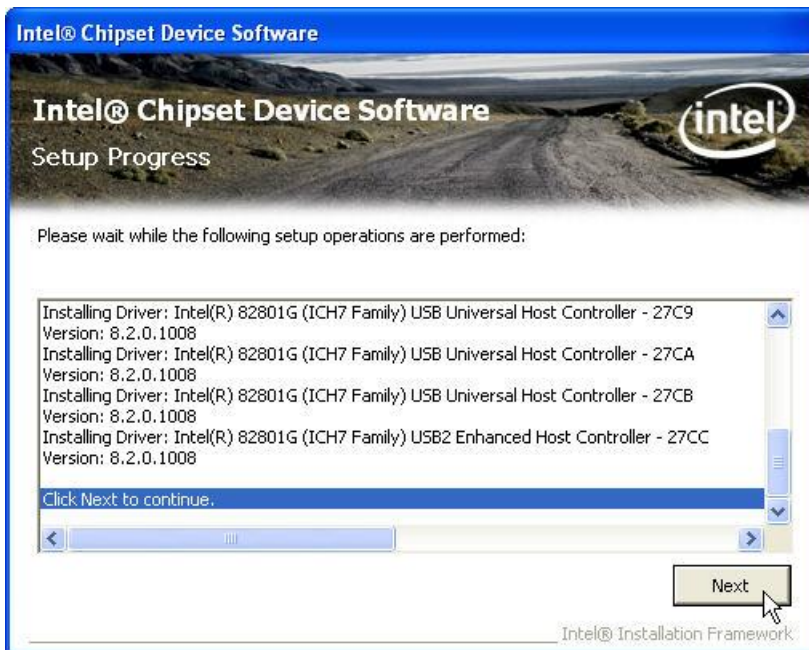 Intel® Chipset Device Software
Intel® Chipset Device Software
intel
Setup Progress
Please wait while the following setup operations are performed:
Installing Driver: Intel(R) 82801G (ICH7 Family) USB Universal Host Controller - 27C9
Version: 8.2.0.1008
Installing Driver: Intel(R) 82801G (ICH7 Family) USB Universal Host Controller - 27CA
Version: 8.2.0.1008
Installing Driver: Intel(R) 82801G (ICH7 Family) USB Universal Host Controller - 27CB
Version: 8.2.0.1008
Installing Driver: Intel(R) 82801G (ICH7 Family) USB2 Enhanced Host Controller - 27CC
Version: 8.2.0.1008
Click Next to continue.
Next
Intel® Installation Framework